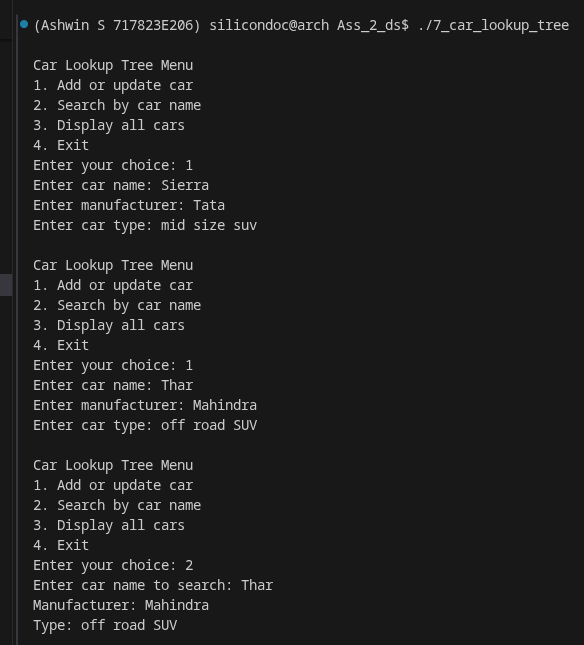 (Ashwin S 717823E206) silicondoc@arch Ass_2_ds$ ./7_car_lookup_tree
Car Lookup Tree Menu
1. Add or update car
2. Search by car name
3. Display all cars
4. Exit
Enter your choice: 1
Enter car name: Sierra
Enter manufacturer: Tata
Enter car type: mid size suv
Car Lookup Tree Menu
1. Add or update car
2. Search by car name
3. Display all cars
4. Exit
Enter your choice: 1
Enter car name: Thar
Enter manufacturer: Mahindra
Enter car type: off road SUV
Car Lookup Tree Menu
1. Add or update car
2. Search by car name
3. Display all cars
4. Exit
Enter your choice: 2
Enter car name to search: Thar
Manufacturer: Mahindra
Type: off road SUV